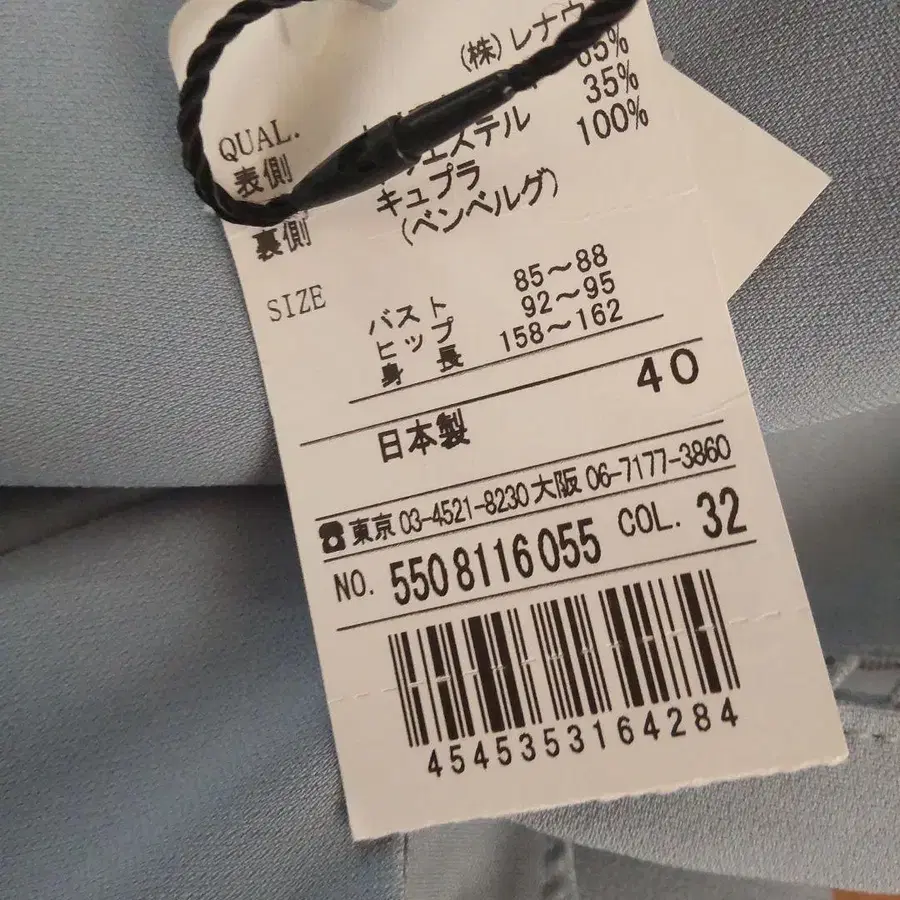 (株)レナウ
QUAL.
表側 65%
エステル 35%
裏側 キュプラ 100%
(ベンベルグ)
SIZE
バスト 85～88
ヒップ 92～95
身長 158～162
40
日本製
☎東京 03-4521-8230 大阪 06-7177-3860
NO. 5508116055 COL. 32
4545353164284